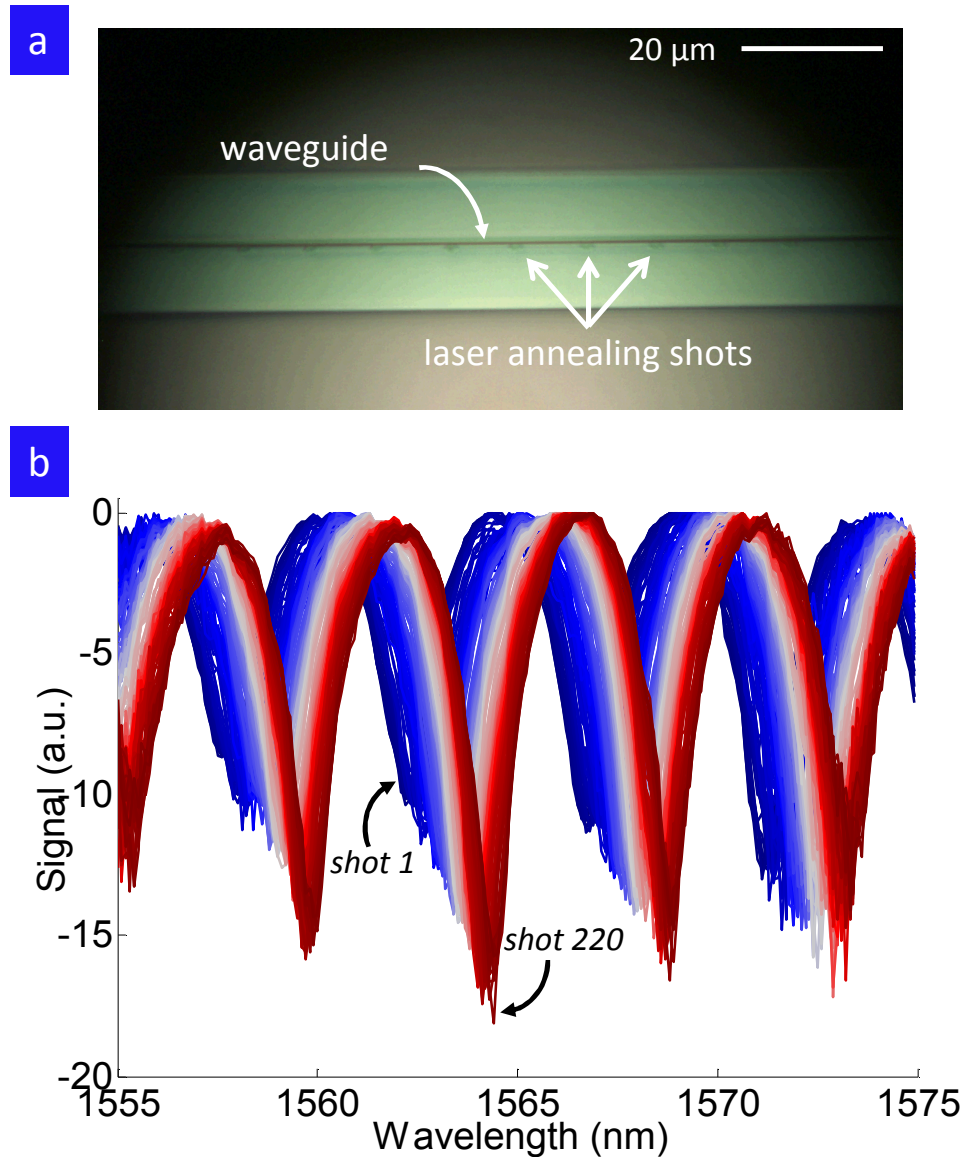 a
20 µm
waveguide
laser annealing shots
b
0
-5
-10
-15
-20
Signal (a.u.)
shot 1
shot 220
1555 1560 1565 1570 1575
Wavelength (nm)